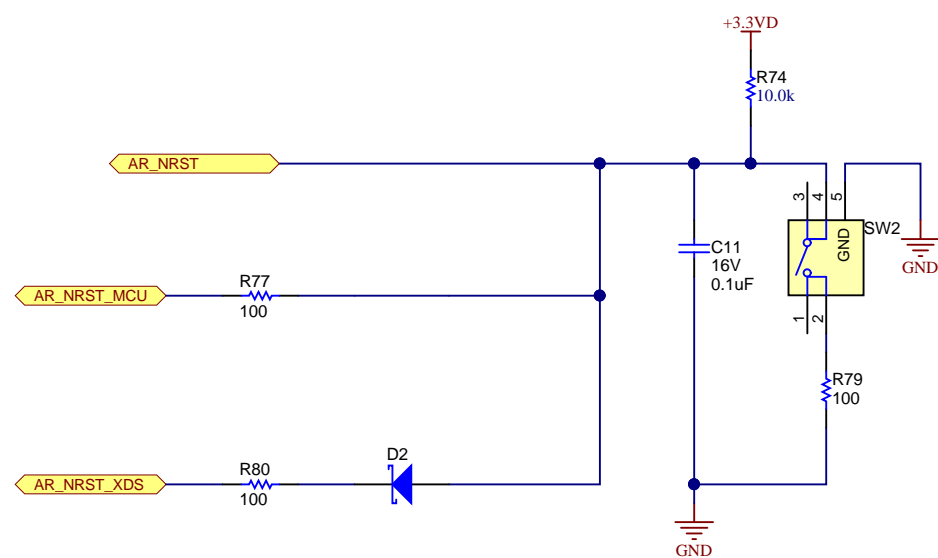 +3.3VD
R74
10.0k
AR_NRST
3
4
5
GND
SW2
GND
C11
16V
0.1uF
R77
AR_NRST_MCU
100
1
2
R79
100
D2
R80
AR_NRST_XDS
100
GND